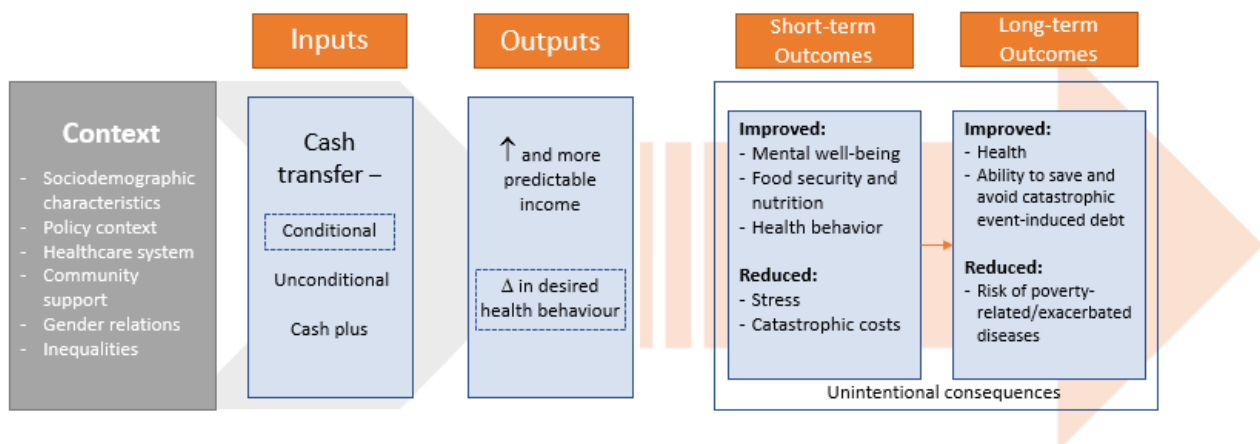 Inputs
Outputs
Short-term
Outcomes
Long-term
Outcomes
Context
- Sociodemographic
characteristics
- Policy context
- Healthcare system
- Community
support
- Gender relations
- Inequalities
Cash
transfer –
Conditional
Unconditional
Cash plus
↑ and more
predictable
income
Δ in desired
health behaviour
Improved:
- Mental well-being
- Food security and
nutrition
- Health behavior
Reduced:
- Stress
- Catastrophic costs
Improved:
- Health
- Ability to save and
avoid catastrophic
event-induced debt
Reduced:
- Risk of poverty-
related/exacerbated
diseases
Unintentional consequences